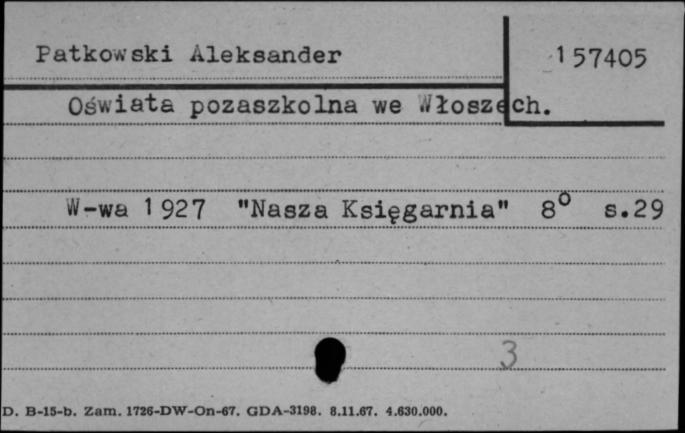 Patkowski Aleksander
157405
Oświata pozaszkolna we Włoszech.
W-wa 1927 "Nasza Księgarnia" 8° s.29
3
D. B-15-b. Zam. 1726-DW-On-67. GDA-3198. 8.11.67. 4.630.000.